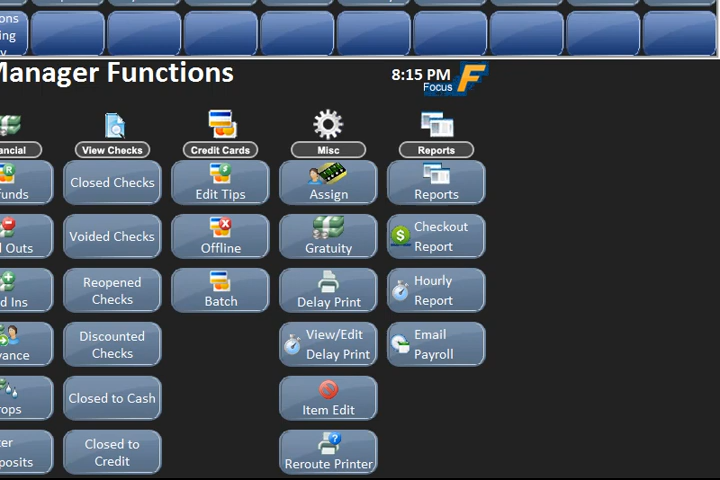 ing
Manager Functions
8:15 PM
Focus
View Checks
Credit Cards
Misc
Reports
Closed Checks
Edit Tips
Assign
Reports
Voided Checks
Offline
Gratuity
Checkout
Report
Reopened
Checks
Batch
Delay Print
Hourly
Report
Discounted
Checks
View/Edit
Delay Print
Email
Payroll
Closed to Cash
Item Edit
Closed to
Credit
Reroute Printer